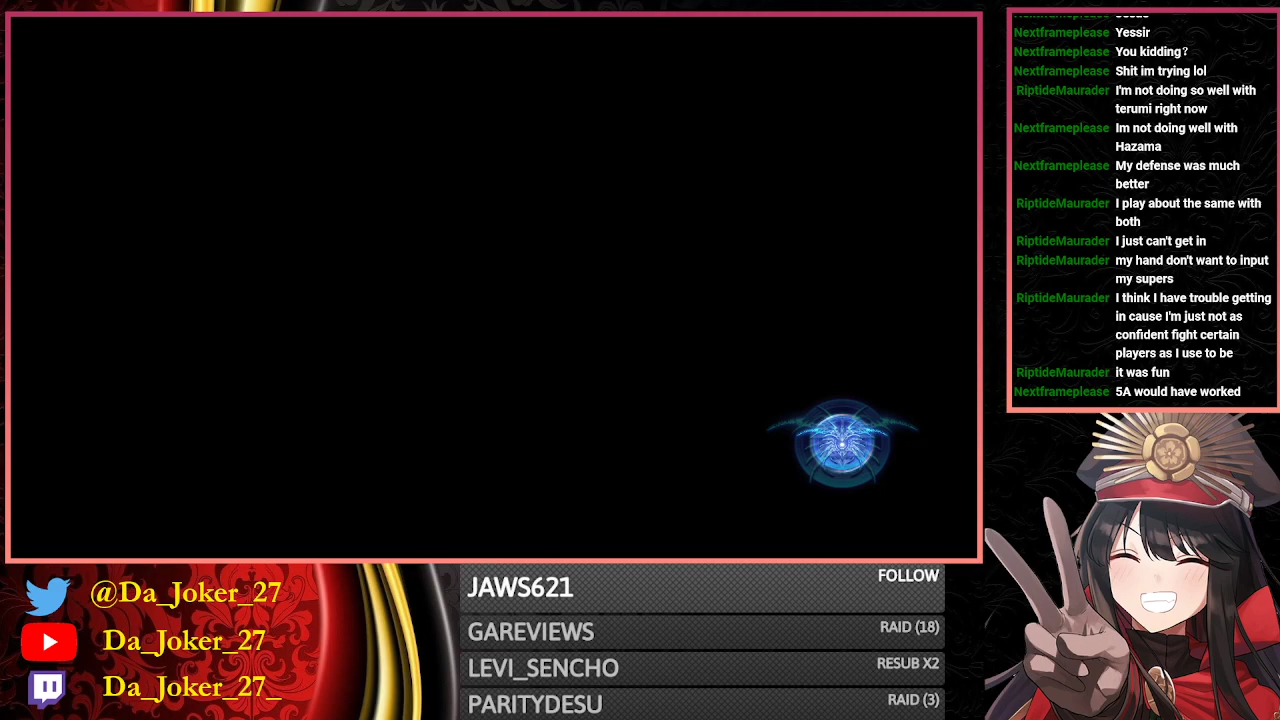 Nextframeplease Yessir
Nextframeplease You kidding?
Nextframeplease Shit im trying lol
RiptideMaurader I'm not doing so well with
terumi right now
Nextframeplease Im not doing well with
Hazama
Nextframeplease My defense was much
better
RiptideMaurader I play about the same with
both
RiptideMaurader I just can't get in
RiptideMaurader my hand don't want to input
my supers
RiptideMaurader I think I have trouble getting
in cause I'm just not as
confident fight certain
players as I use to be
RiptideMaurader it was fun
Nextframeplease 5A would have worked
@Da_Joker_27
Da_Joker_27
Da_Joker_27_
JAWS621 FOLLOW
GAREVIEWS RAID (18)
LEVI_SENCHO RESUB X2
PARITYDESU RAID (3)